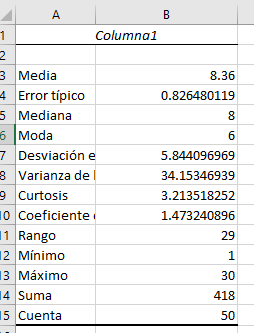 A B
1 Columna1
2
3 Media 8.36
4 Error típico 0.826480119
5 Mediana 8
6 Moda 6
7 Desviación e 5.844096969
8 Varianza de l 34.15346939
9 Curtosis 3.213518252
10 Coeficiente 1.473240896
11 Rango 29
12 Mínimo 1
13 Máximo 30
14 Suma 418
15 Cuenta 50